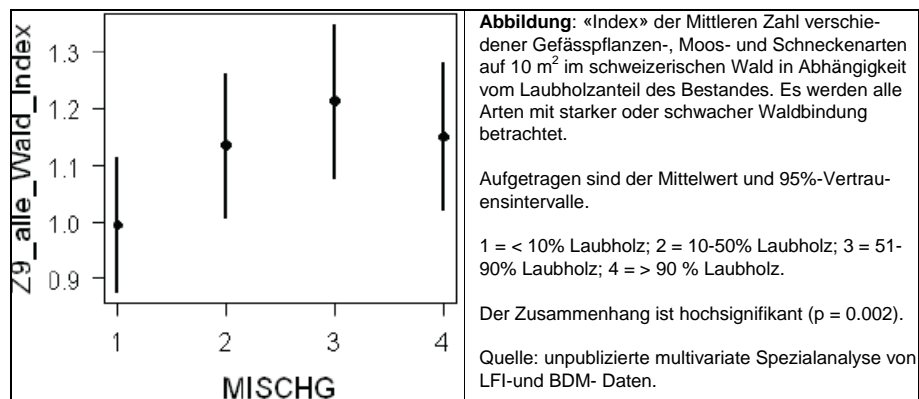 Z9_alle_Wald_Index
1.3
1.2
1.1
1.0
0.9
1 2 3 4
MISCHG
Abbildung: «Index» der Mittleren Zahl verschie-
dener Gefässpflanzen-, Moos- und Schneckenarten
auf 10 m² im schweizerischen Wald in Abhängigkeit
vom Laubholzanteil des Bestandes. Es werden alle
Arten mit starker oder schwacher Waldbindung
betrachtet.
Aufgetragen sind der Mittelwert und 95%-Vertrau-
ensintervalle.
1 = < 10% Laubholz; 2 = 10-50% Laubholz; 3 = 51-
90% Laubholz; 4 = > 90 % Laubholz.
Der Zusammenhang ist hochsignifikant (p = 0.002).
Quelle: unpublizierte multivariate Spezialanalyse von
LFI-und BDM- Daten.